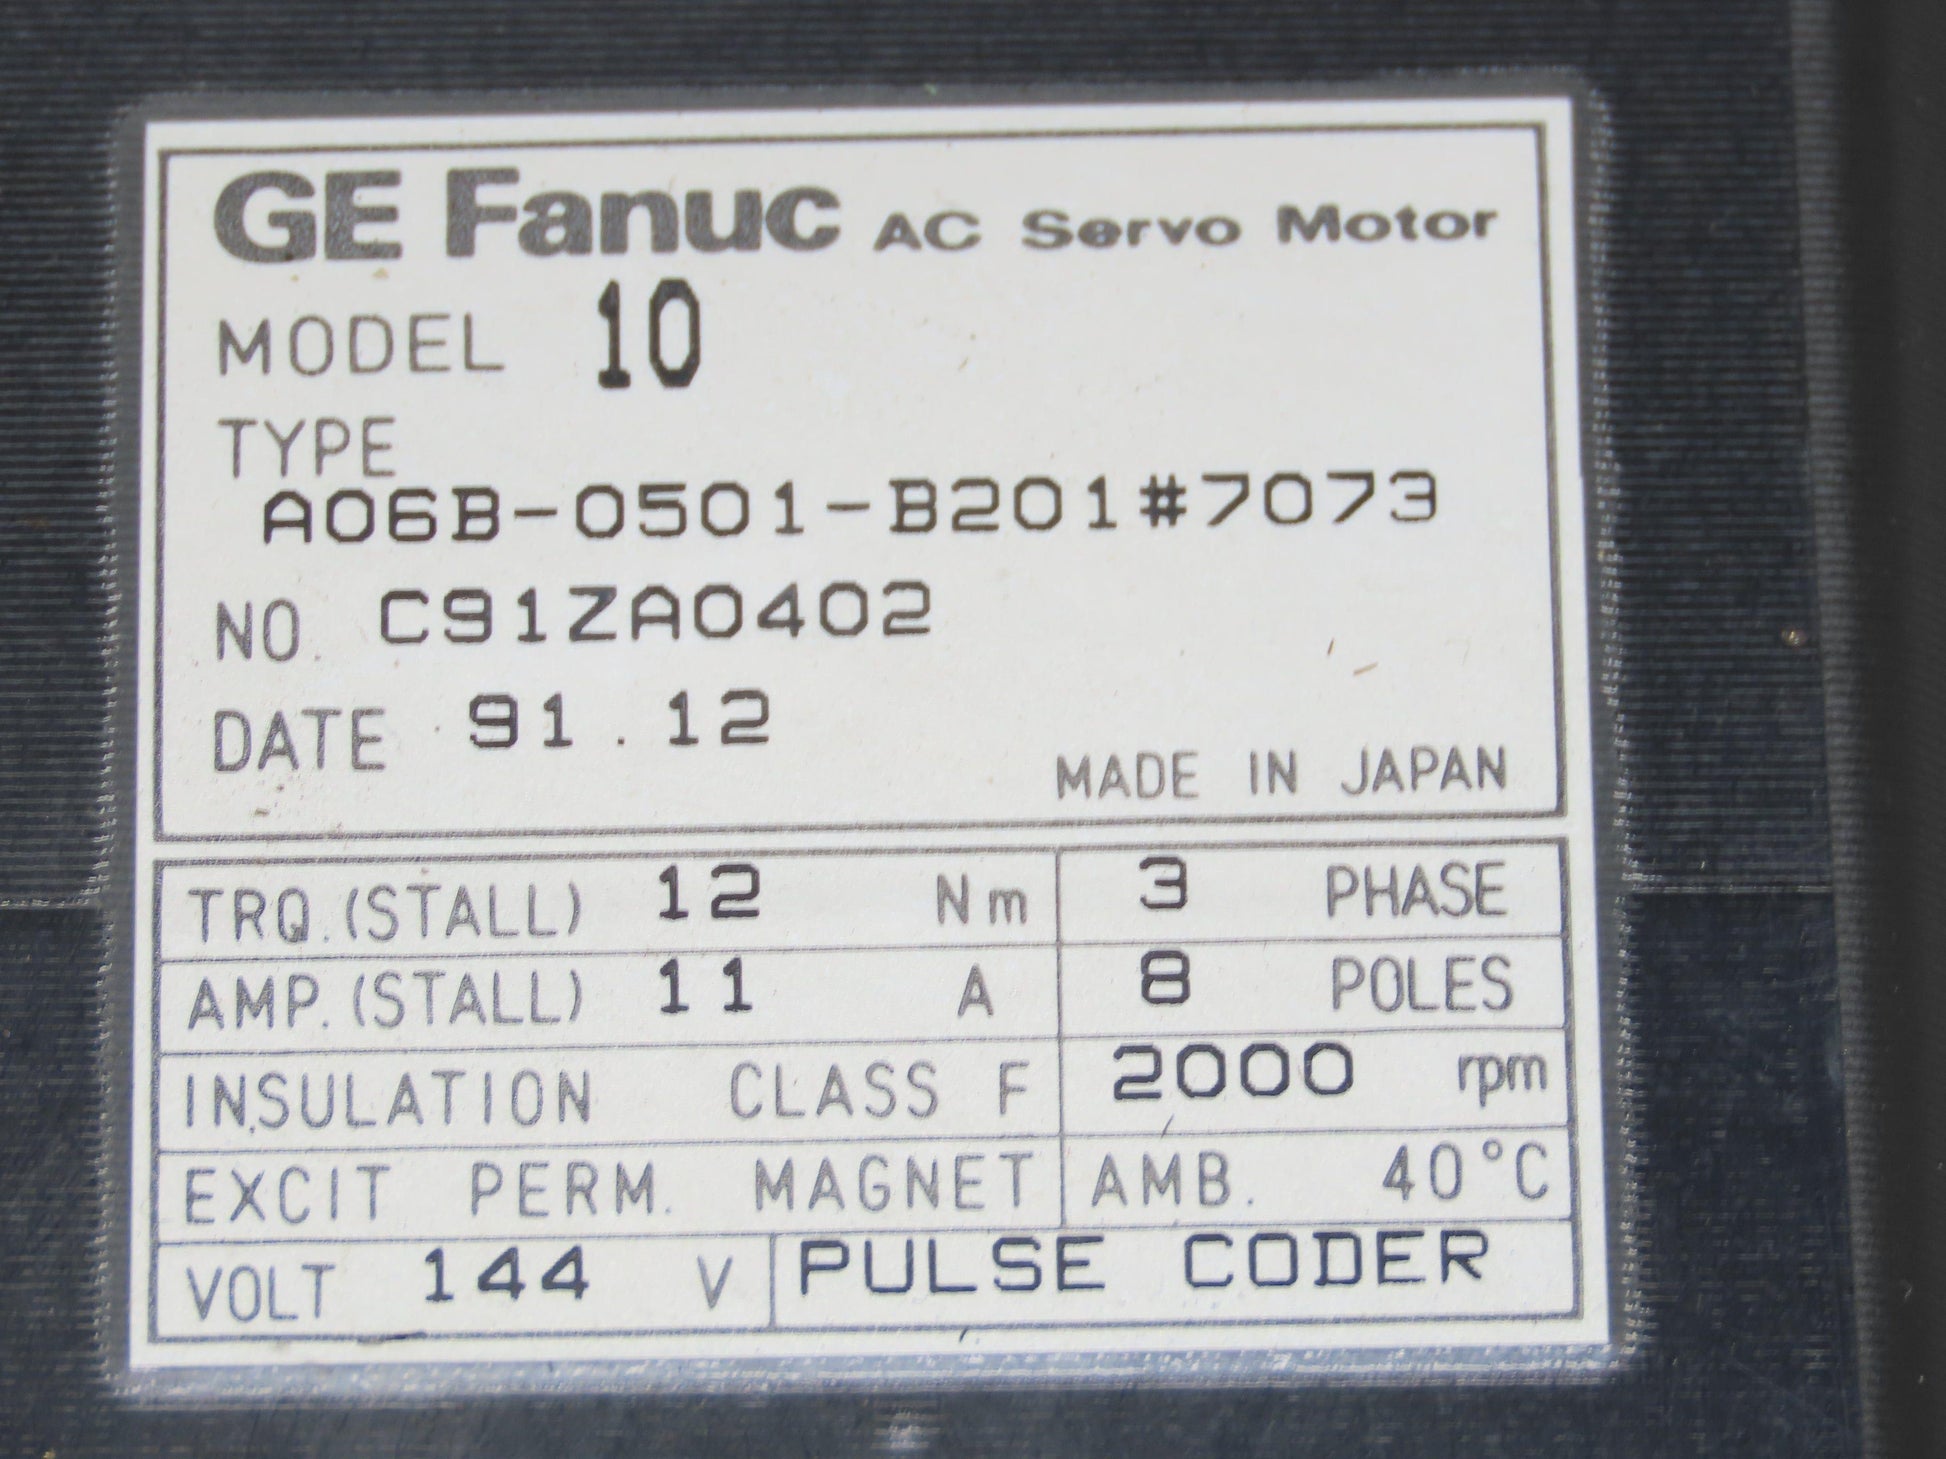 GE Fanuc AC Servo Motor
MODEL 10
TYPE
A06B-0501-B201#7073
NO. C91ZA0402
DATE 91.12
MADE IN JAPAN
TRQ.(STALL) 12 Nm 3 PHASE
AMP.(STALL) 11 A 8 POLES
INSULATION CLASS F 2000 rpm
EXCIT PERM. MAGNET AMB. 40°C
VOLT 144 V PULSE CODER